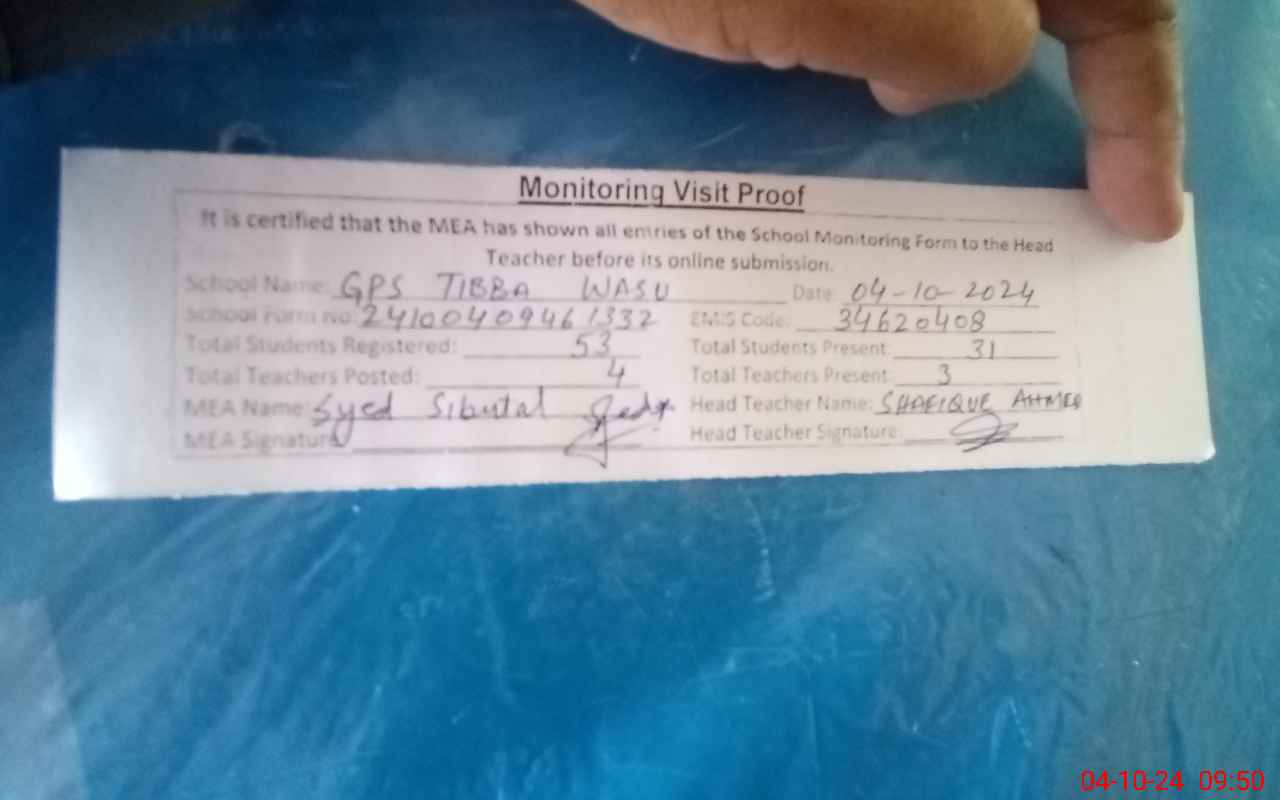 Monitoring Visit Proof
It is certified that the MEA has shown all entries of the School Monitoring Form to the Head
Teacher before its online submission.
School Name: GPS TIBBA WASU Date: 04-10-2024
School Form No: 24100409461332 EMIS Code: 34620408
Total Students Registered: 53 Total Students Present: 31
Total Teachers Posted: 4 Total Teachers Present: 3
MEA Name: Syed Sibutal Head Teacher Name: SHAFIQUE AHMED
MEA Signature Head Teacher Signature:
04-10-24 09:50